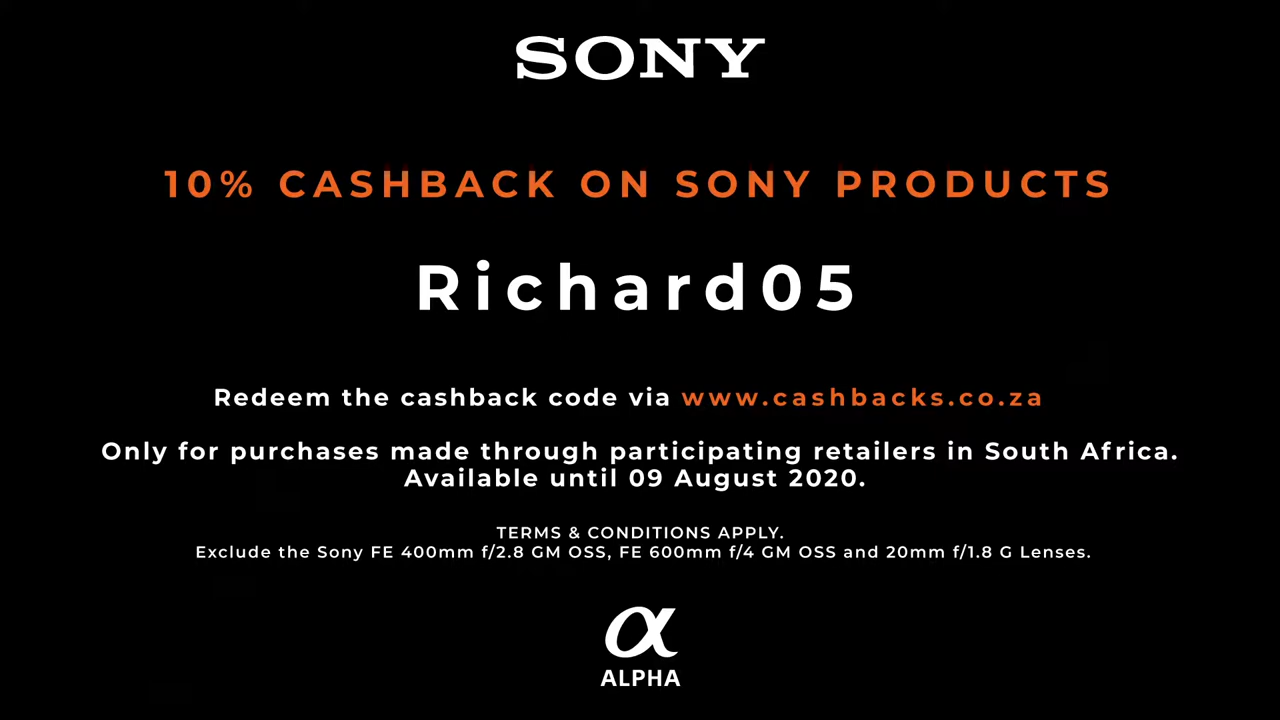 SONY
10% CASHBACK ON SONY PRODUCTS
Richard05
Redeem the cashback code via www.cashbacks.co.za
Only for purchases made through participating retailers in South Africa.
Available until 09 August 2020.
TERMS & CONDITIONS APPLY.
Exclude the Sony FE 400mm f/2.8 GM OSS, FE 600mm f/4 GM OSS and 20mm f/1.8 G Lenses.
α
ALPHA